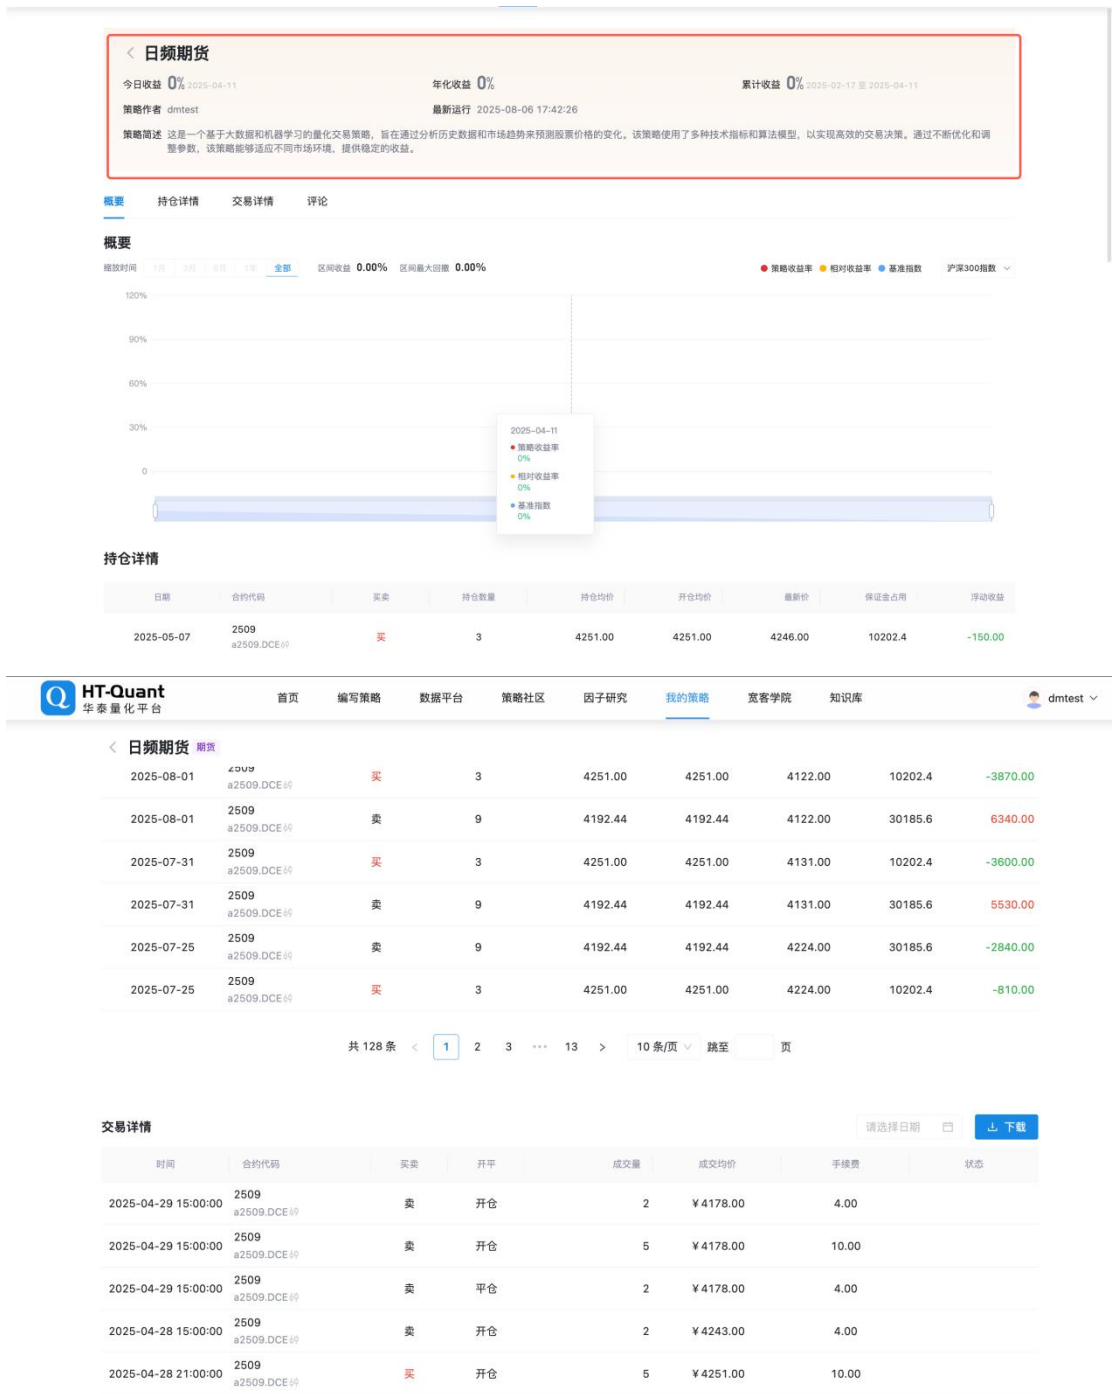 日频期货
今日收益 0% 2025-04-11 年化收益 0% 累计收益 0% 2025-02-17 至 2025-04-11
策略作者 dmtest 最新运行 2025-08-06 17:42:26
策略简述 这是一个基于大数据和机器学习的量化交易策略，旨在通过分析历史数据和市场趋势来预测股票价格的变化。该策略使用了多种技术指标和算法模型，以实现高效的交易决策。通过不断优化和调
整参数，该策略能够适应不同市场环境，提供稳定的收益。
概要 持仓详情 交易详情 评论
概要
缩放时间 1月 3月 6月 1年 全部 区间收益 0.00% 区间最大回撤 0.00% 策略收益率 相对收益率 基准指数 沪深300指数
120%
90%
60%
30%
0
2025-04-11
策略收益率
0%
相对收益率
0%
基准指数
0%
持仓详情
日期 合约代码 买卖 持仓数量 持仓均价 开仓均价 最新价 保证金占用 浮动收益
2025-05-07 2509 买 3 4251.00 4251.00 4246.00 10202.4 -150.00
a2509.DCE
HT-Quant
华泰量化平台
首页 编写策略 数据平台 策略社区 因子研究 我的策略 宽客学院 知识库 dmtest
日频期货 期货
2025-08-01 2509 买 3 4251.00 4251.00 4122.00 10202.4 -3870.00
a2509.DCE
2025-08-01 2509 卖 9 4192.44 4192.44 4122.00 30185.6 6340.00
a2509.DCE
2025-07-31 2509 买 3 4251.00 4251.00 4131.00 10202.4 -3600.00
a2509.DCE
2025-07-31 2509 卖 9 4192.44 4192.44 4131.00 30185.6 5530.00
a2509.DCE
2025-07-25 2509 卖 9 4192.44 4192.44 4224.00 30185.6 -2840.00
a2509.DCE
2025-07-25 2509 买 3 4251.00 4251.00 4224.00 10202.4 -810.00
a2509.DCE
共 128 条 < 1 2 3 ••• 13 > 10 条/页 跳至 页
交易详情 请选择日期 下载
时间 合约代码 买卖 开平 成交量 成交均价 手续费 状态
2025-04-29 15:00:00 2509 卖 开仓 2 ¥4178.00 4.00
a2509.DCE
2025-04-29 15:00:00 2509 卖 开仓 5 ¥4178.00 10.00
a2509.DCE
2025-04-29 15:00:00 2509 卖 平仓 2 ¥4178.00 4.00
a2509.DCE
2025-04-28 15:00:00 2509 卖 开仓 2 ¥4243.00 4.00
a2509.DCE
2025-04-28 21:00:00 2509 买 开仓 5 ¥4251.00 10.00
a2509.DCE